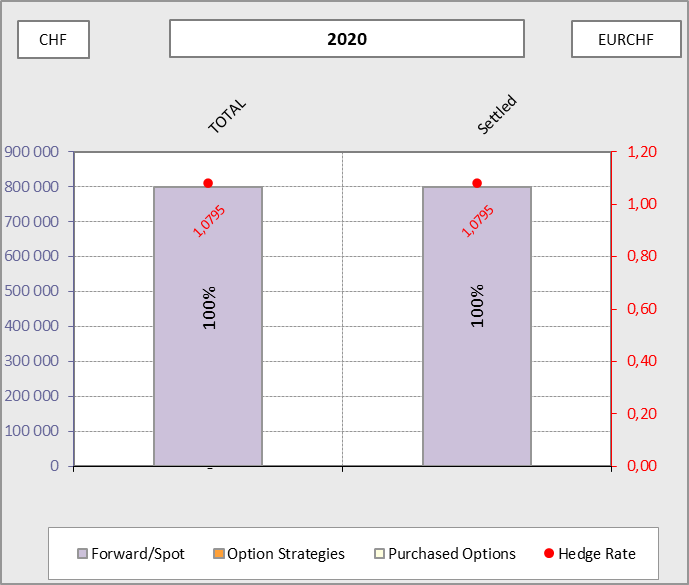 CHF
2020
EURCHF
TOTAL
Settled
900 000
800 000
700 000
600 000
500 000
400 000
300 000
200 000
100 000
0
1,20
1,00
0,80
0,60
0,40
0,20
0,00
1,0795
1,0795
100%
100%
-
Forward/Spot
Option Strategies
Purchased Options
Hedge Rate